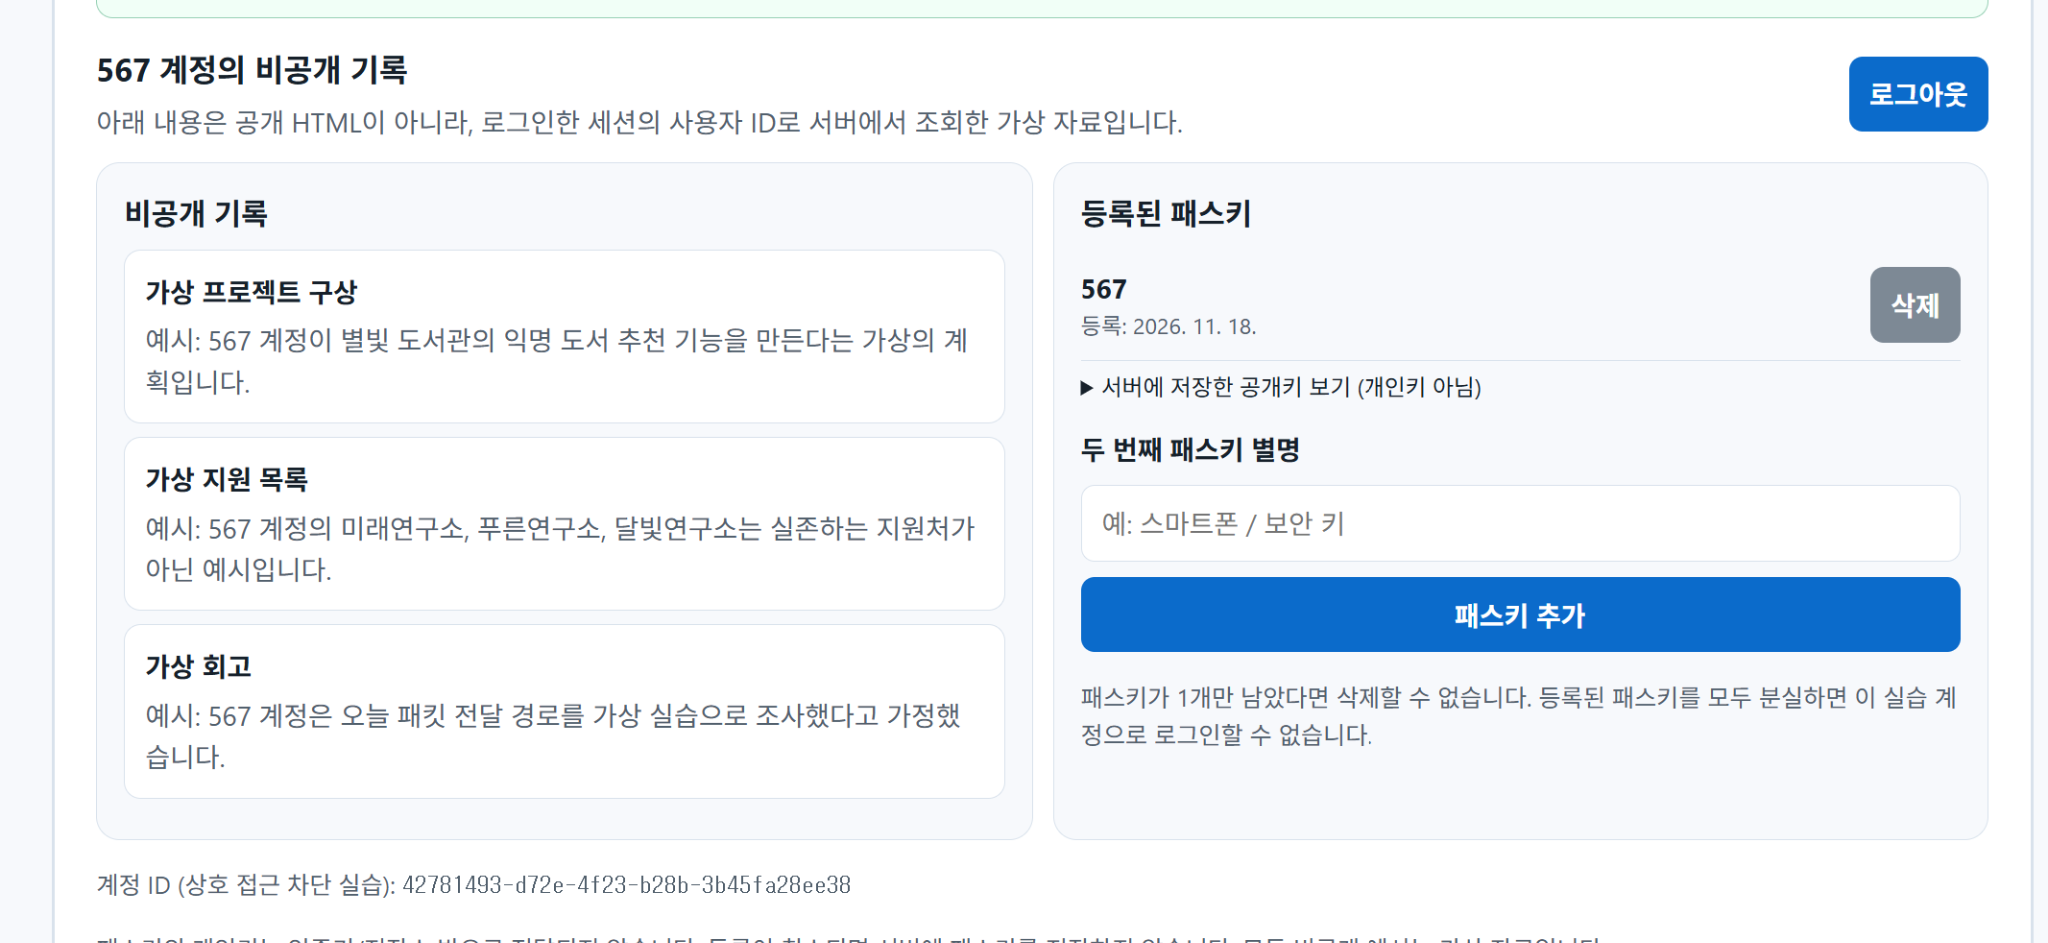 567 계정의 비공개 기록
로그아웃
아래 내용은 공개 HTML이 아니라, 로그인한 세션의 사용자 ID로 서버에서 조회한 가상 자료입니다.
비공개 기록
가상 프로젝트 구상
예시: 567 계정이 별빛 도서관의 익명 도서 추천 기능을 만든다는 가상의 계
획입니다.
가상 지원 목록
예시: 567 계정의 미래연구소, 푸른연구소, 달빛연구소는 실존하는 지원처가
아닌 예시입니다.
가상 회고
예시: 567 계정은 오늘 패킷 전달 경로를 가상 실습으로 조사했다고 가정했
습니다.
등록된 패스키
567
삭제
등록: 2026. 11. 18.
▶ 서버에 저장한 공개키 보기 (개인키 아님)
두 번째 패스키 별명
예: 스마트폰 / 보안 키
패스키 추가
패스키가 1개만 남았다면 삭제할 수 없습니다. 등록된 패스키를 모두 분실하면 이 실습 계
정으로 로그인할 수 없습니다.
계정 ID (상호 접근 차단 실습): 42781493-d72e-4f23-b28b-3b45fa28ee38